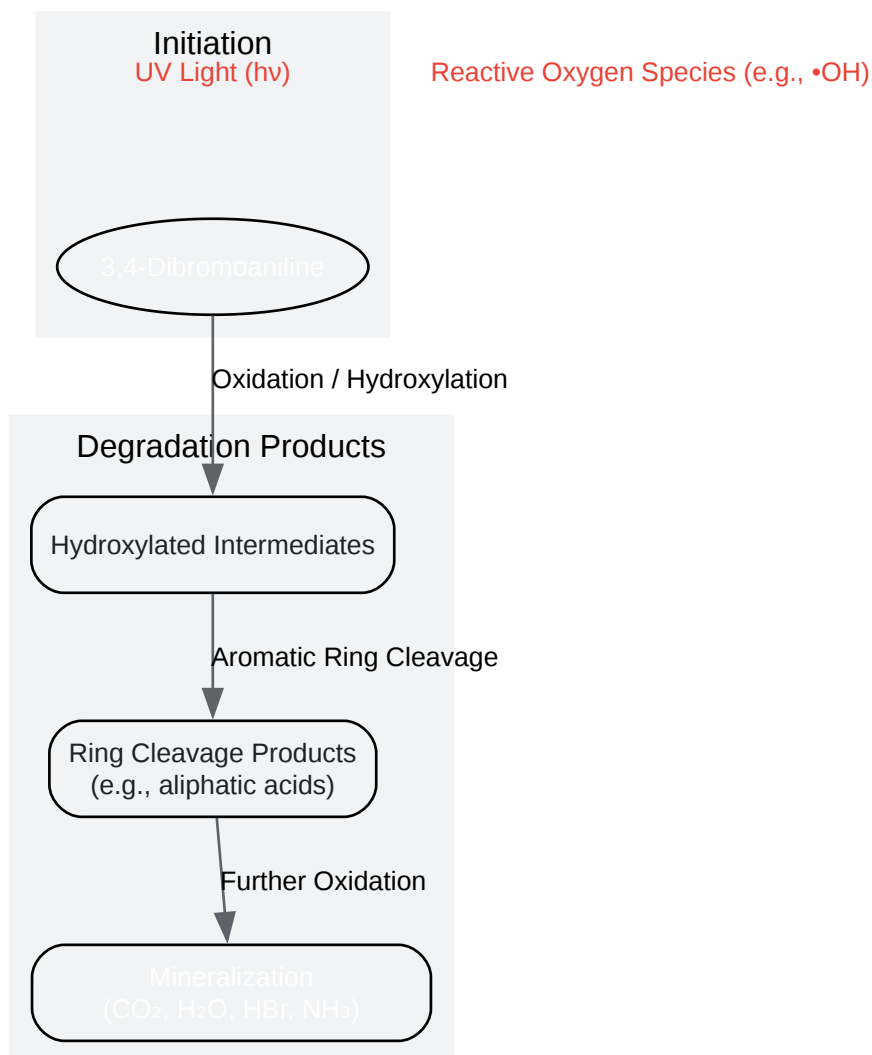 Initiation
UV Light (hν)
Reactive Oxygen Species (e.g., •OH)
3,4-Dibromoaniline
Oxidation / Hydroxylation
Degradation Products
Hydroxylated Intermediates
Aromatic Ring Cleavage
Ring Cleavage Products
(e.g., aliphatic acids)
Further Oxidation
Mineralization
(CO₂, H₂O, HBr, NH₃)